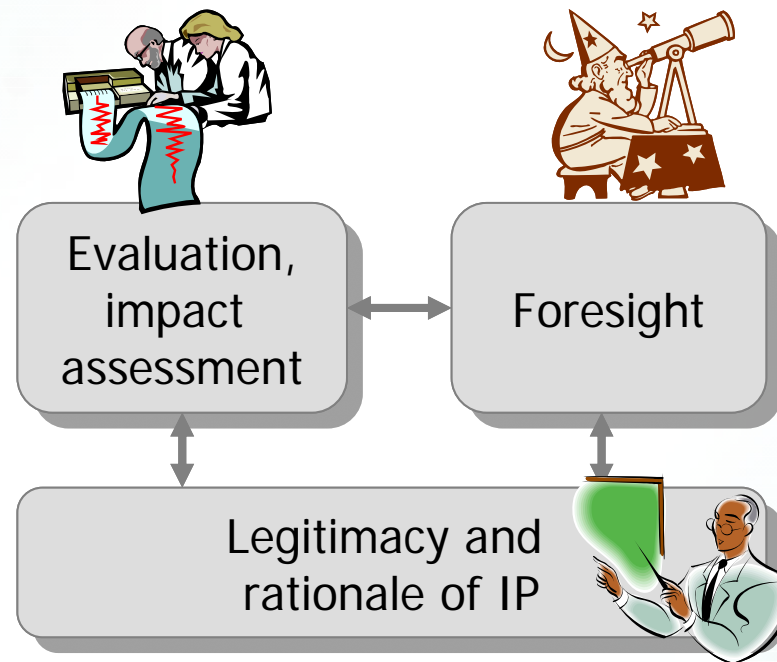 Evaluation,
impact
assessment
Foresight
Legitimacy and
rationale of IP